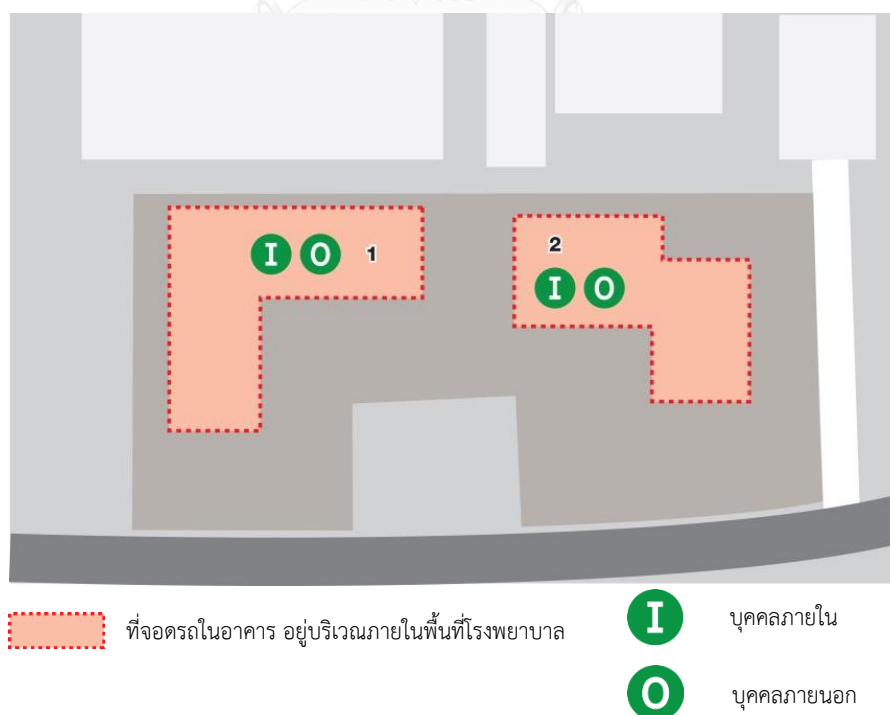 I O 1
2
I O
ที่จอดรถในอาคาร อยู่บริเวณภายในพื้นที่โรงพยาบาล
I บุคคลภายใน
O บุคคลภายนอก